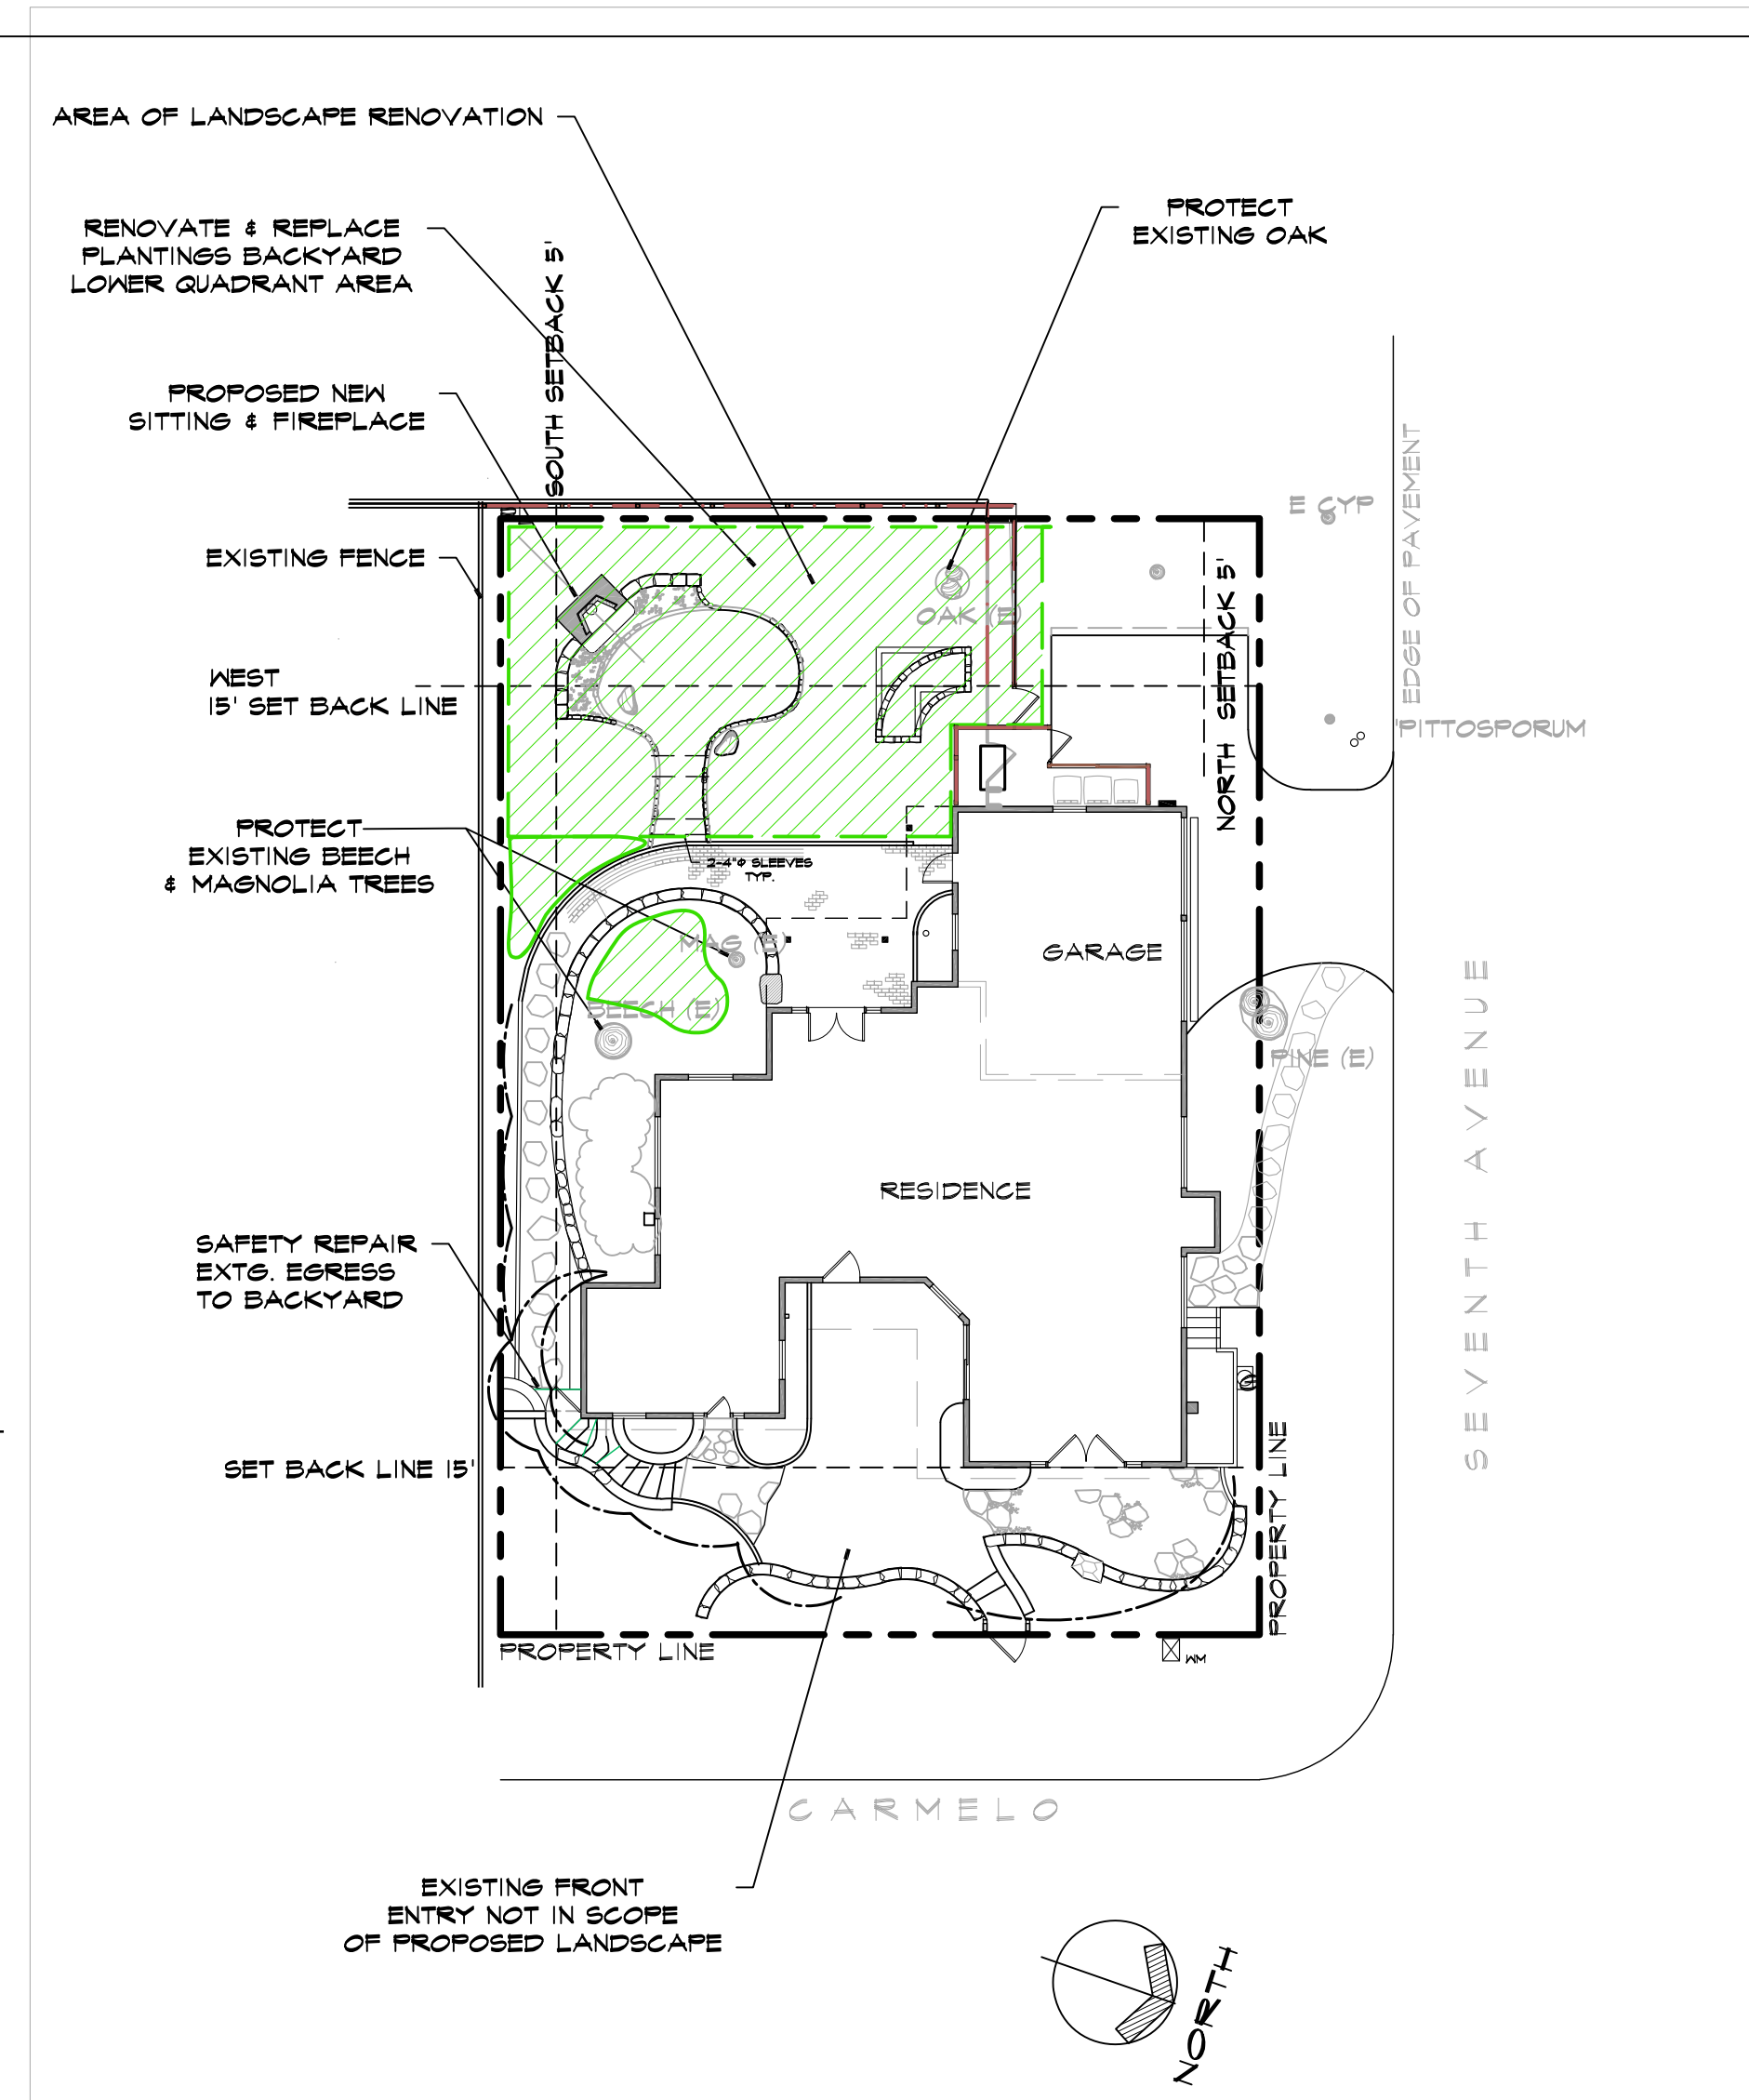 AREA OF LANDSCAPE RENOVATION
PROTECT
EXISTING OAK
RENOVATE & REPLACE
PLANTINGS BACKYARD
LOWER QUADRANT AREA
SOUTH SETBACK 5'
PROPOSED NEW
SITTING & FIREPLACE
EDGE OF PAVEMENT
E CYP
EXISTING FENCE
OAK (E)
NORTH SETBACK 5'
WEST
15' SET BACK LINE
PITTOSPORUM
PROTECT
EXISTING BEECH
& MAGNOLIA TREES
2-4"Φ SLEEVES
TYP.
MAG (E)
GARAGE
BEECH (E)
PINE (E)
SEVENTH AVENUE
RESIDENCE
SAFETY REPAIR
EXTG. EGRESS
TO BACKYARD
SET BACK LINE 15'
PROPERTY LINE
PROPERTY LINE
WM
CARMELO
EXISTING FRONT
ENTRY NOT IN SCOPE
OF PROPOSED LANDSCAPE
NORTH